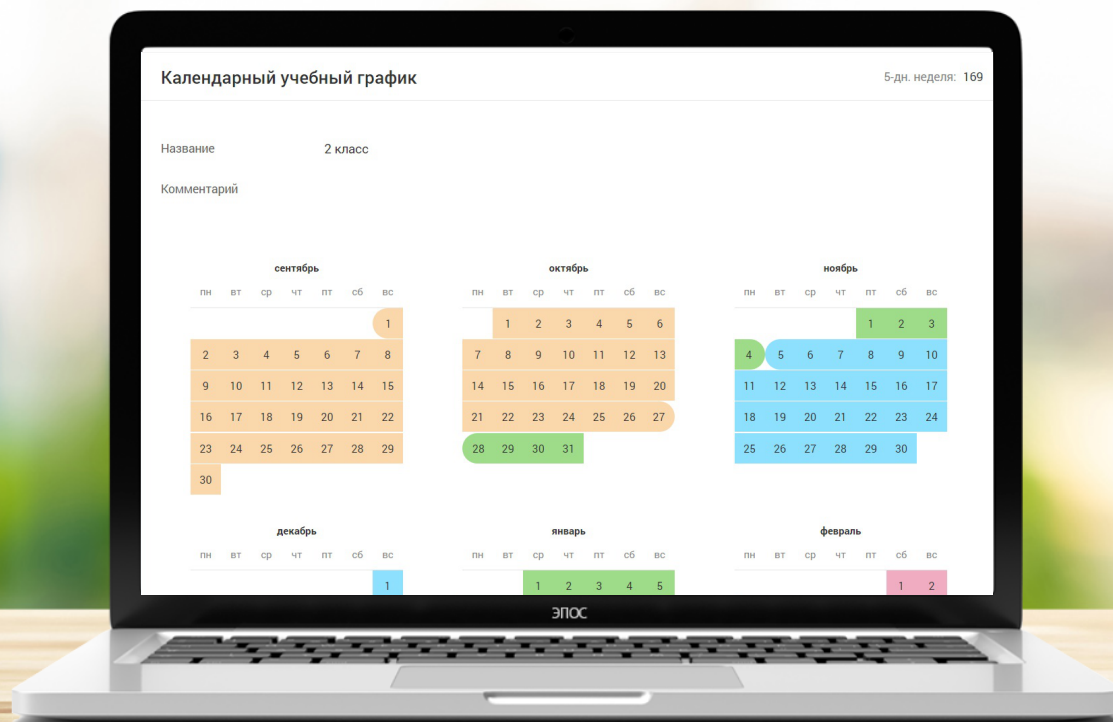 Календарный учебный график 5-дн. неделя: 169
Название 2 класс
Комментарий
сентябрь октябрь ноябрь
пн вт ср чт пт сб вс пн вт ср чт пт сб вс пн вт ср чт пт сб вс
1 1 2 3 4 5 6 1 2 3
2 3 4 5 6 7 8 7 8 9 10 11 12 13 4 5 6 7 8 9 10
9 10 11 12 13 14 15 14 15 16 17 18 19 20 11 12 13 14 15 16 17
16 17 18 19 20 21 22 21 22 23 24 25 26 27 18 19 20 21 22 23 24
23 24 25 26 27 28 29 28 29 30 31 25 26 27 28 29 30
30
декабрь январь февраль
пн вт ср чт пт сб вс пн вт ср чт пт сб вс пн вт ср чт пт сб вс
1 1 2 3 4 5 1 2
ЭПОС